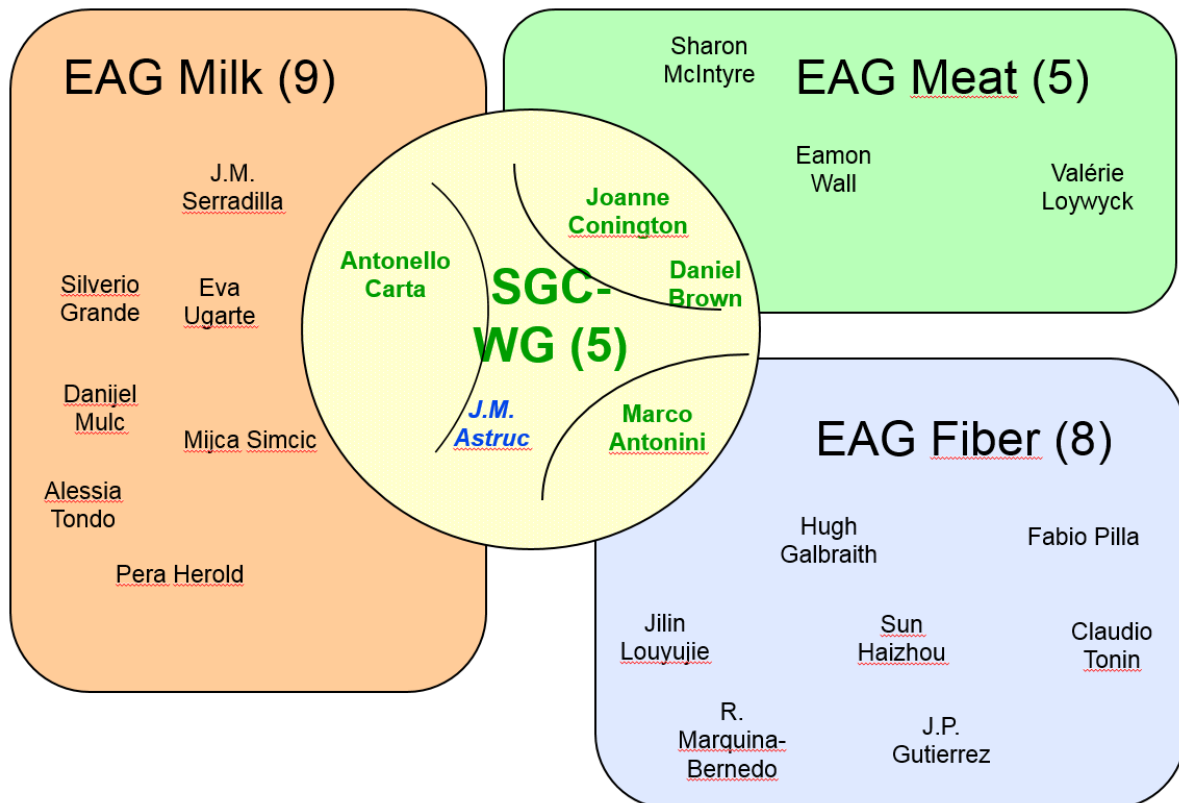 EAG Milk (9)
J.M.
Serradilla
Silverio
Grande
Eva
Ugarte
Danijel
Mulc
Mijca Simcic
Alessia
Tondo
Pera Herold
Antonello
Carta
SGC-
WG (5)
Joanne
Conington
Daniel
Brown
J.M.
Astruc
Marco
Antonini
Sharon
McIntyre
EAG Meat (5)
Eamon
Wall
Valérie
Loywyck
EAG Fiber (8)
Hugh
Galbraith
Fabio Pilla
Jilin
Louyujie
Sun
Haizhou
Claudio
Tonin
R.
Marquina-
Bernedo
J.P.
Gutierrez